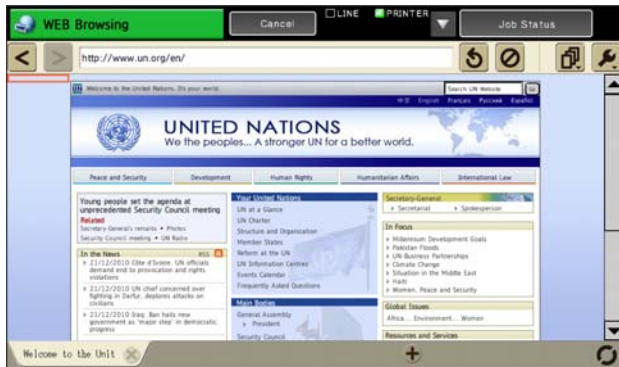 WEB Browsing
Cancel
LINE
PRINTER
Job Status
http://www.un.org/en/
Welcome to the United Nations. It's your world.
Search UN Website
中文 English Français Русский Español
UNITED NATIONS
We the peoples... A stronger UN for a better world.
Peace and Security
Development
Human Rights
Humanitarian Affairs
International Law
Young people set the agenda at
unprecedented Security Council meeting
Related
Secretary-General's remarks • Photos
Security Council meeting • UN Radio
In the News
RSS
21/12/2010 Côte d'Ivoire: UN officials
demand end to provocation and rights
violations
21/12/2010 UN chief concerned over
fighting in Darfur, deplores attacks on
civilians
21/12/2010 Iraq: Ban hails new
government as 'major step' in democratic
progress
Your United Nations
UN at a Glance
UN Charter
Structure and Organization
Member States
Reform at the UN
UN Information Centres
Events Calendar
Frequently Asked Questions
Main Bodies
General Assembly
President
Security Council
Secretary-General
Secretariat
Spokesperson
In Focus
Millennium Development Goals
Pakistan Floods
UN-Business Partnerships
Climate Change
Situation in the Middle East
Haiti
Women, Peace and Security
Global Issues
Africa... Environment... Women
Resources and Services
Welcome to the Unit